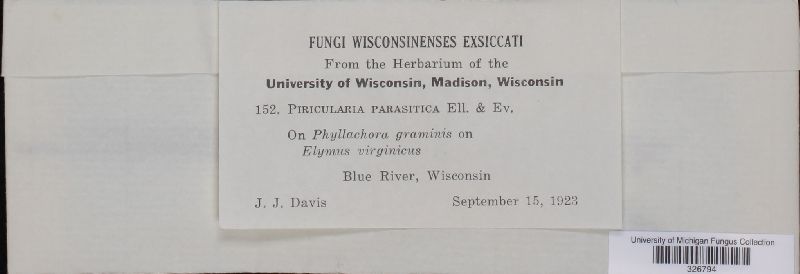 FUNGI WISCONSINENSES EXSICCATI
From the Herbarium of the
University of Wisconsin, Madison, Wisconsin
152. PIRICULARIA PARASITICA Ell. & Ev.
On Phyllachora graminis on
Elymus virginicus
Blue River, Wisconsin
J. J. Davis September 15, 1923
University of Michigan Fungus Collection
326794